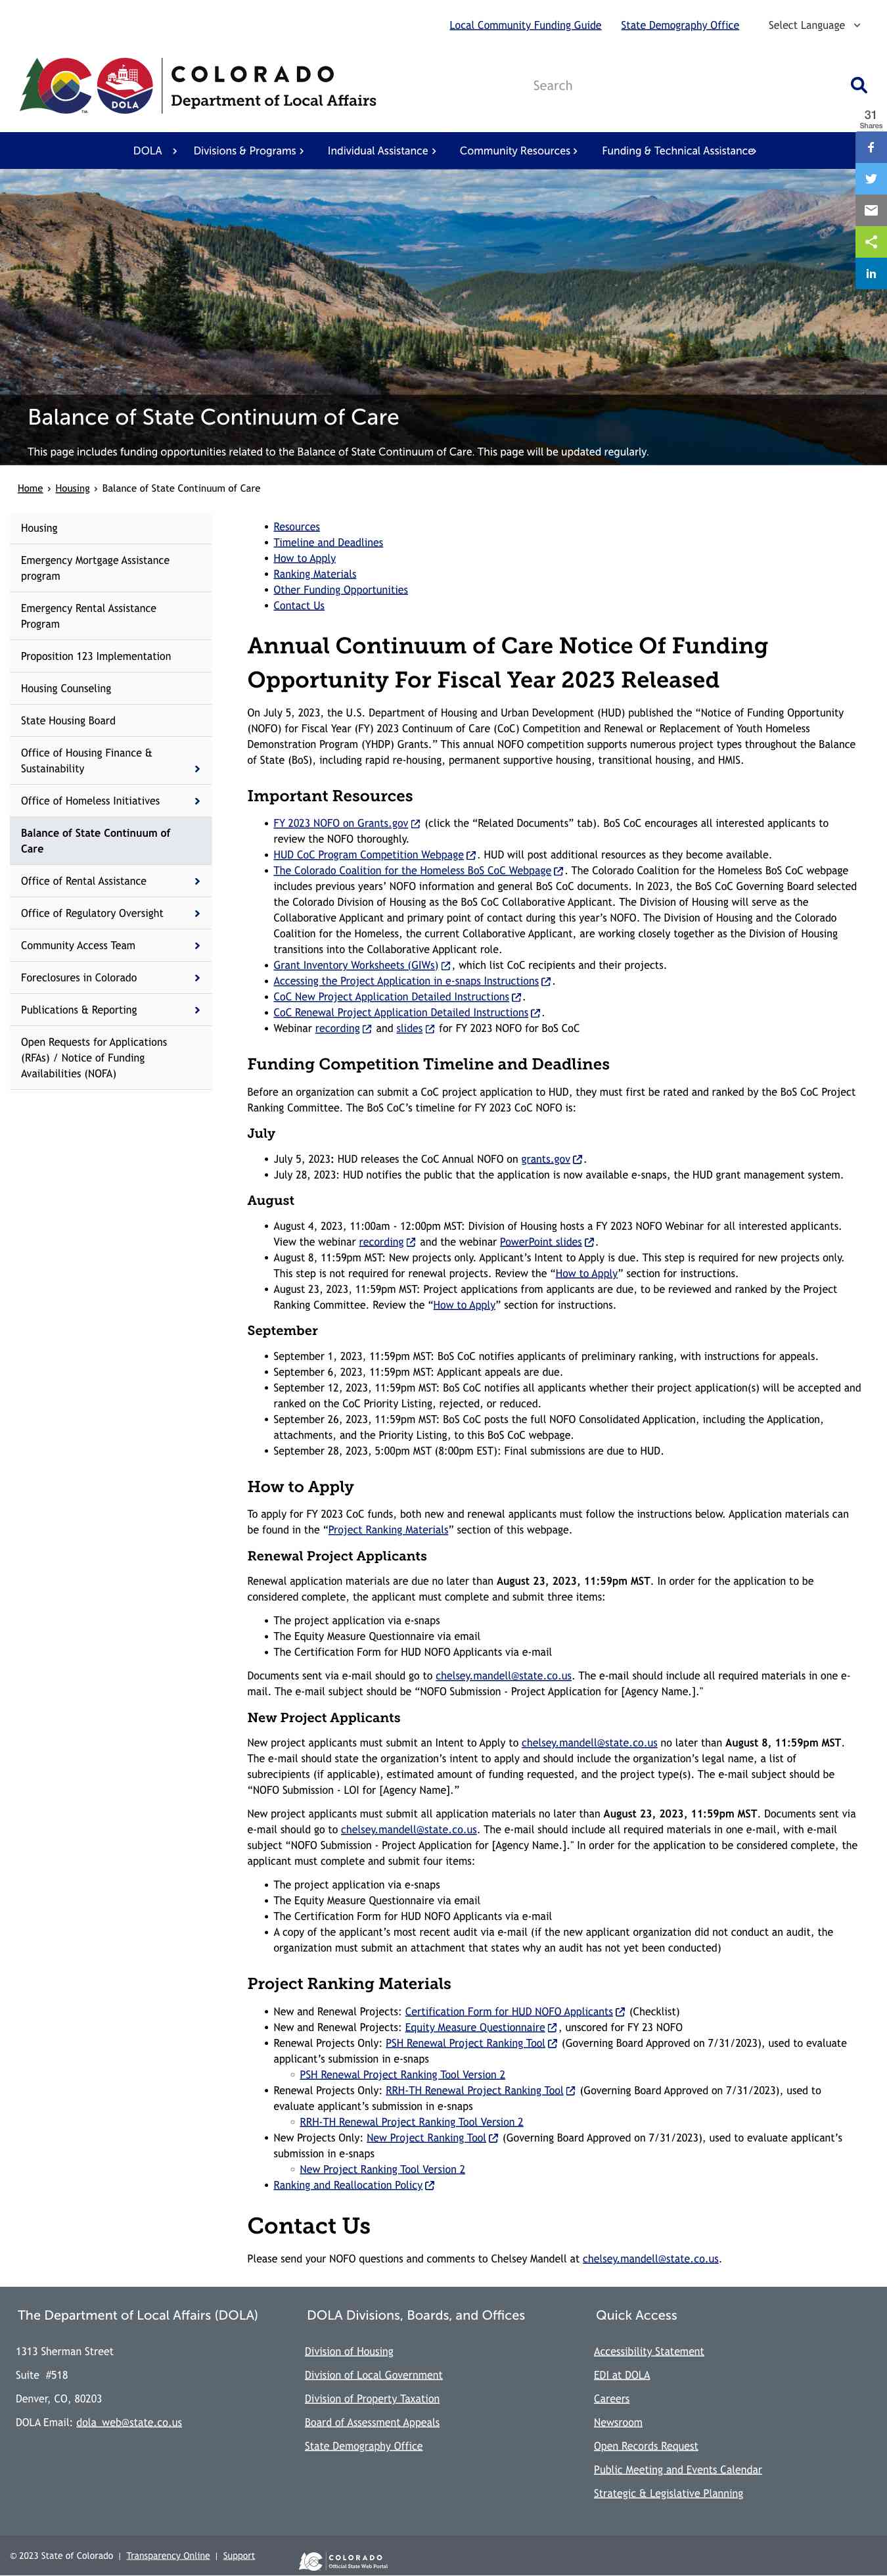 Local Community Funding Guide
State Demography Office
Select Language
COLORADO
Department of Local Affairs
DOLA
TM
Search
31
Shares
DOLA
Divisions & Programs
Individual Assistance
Community Resources
Funding & Technical Assistance
in
Balance of State Continuum of Care
This page includes funding opportunities related to the Balance of State Continuum of Care. This page will be updated regularly.
Home › Housing › Balance of State Continuum of Care
Housing
Emergency Mortgage Assistance
program
Emergency Rental Assistance
Program
Proposition 123 Implementation
Housing Counseling
State Housing Board
Office of Housing Finance &
Sustainability
Office of Homeless Initiatives
Balance of State Continuum of
Care
Office of Rental Assistance
Office of Regulatory Oversight
Community Access Team
Foreclosures in Colorado
Publications & Reporting
Open Requests for Applications
(RFAs) / Notice of Funding
Availabilities (NOFA)
• Resources
• Timeline and Deadlines
• How to Apply
• Ranking Materials
• Other Funding Opportunities
• Contact Us
Annual Continuum of Care Notice Of Funding
Opportunity For Fiscal Year 2023 Released
On July 5, 2023, the U.S. Department of Housing and Urban Development (HUD) published the “Notice of Funding Opportunity
(NOFO) for Fiscal Year (FY) 2023 Continuum of Care (CoC) Competition and Renewal or Replacement of Youth Homeless
Demonstration Program (YHDP) Grants.” This annual NOFO competition supports numerous project types throughout the Balance
of State (BoS), including rapid re-housing, permanent supportive housing, transitional housing, and HMIS.
Important Resources
• FY 2023 NOFO on Grants.gov (click the “Related Documents” tab). BoS CoC encourages all interested applicants to
review the NOFO thoroughly.
• HUD CoC Program Competition Webpage. HUD will post additional resources as they become available.
• The Colorado Coalition for the Homeless BoS CoC Webpage. The Colorado Coalition for the Homeless BoS CoC webpage
includes previous years’ NOFO information and general BoS CoC documents. In 2023, the BoS CoC Governing Board selected
the Colorado Division of Housing as the BoS CoC Collaborative Applicant. The Division of Housing will serve as the
Collaborative Applicant and primary point of contact during this year’s NOFO. The Division of Housing and the Colorado
Coalition for the Homeless, the current Collaborative Applicant, are working closely together as the Division of Housing
transitions into the Collaborative Applicant role.
• Grant Inventory Worksheets (GIWs), which list CoC recipients and their projects.
• Accessing the Project Application in e-snaps Instructions.
• CoC New Project Application Detailed Instructions.
• CoC Renewal Project Application Detailed Instructions.
• Webinar recording and slides for FY 2023 NOFO for BoS CoC
Funding Competition Timeline and Deadlines
Before an organization can submit a CoC project application to HUD, they must first be rated and ranked by the BoS CoC Project
Ranking Committee. The BoS CoC’s timeline for FY 2023 CoC NOFO is:
July
• July 5, 2023: HUD releases the CoC Annual NOFO on grants.gov.
• July 28, 2023: HUD notifies the public that the application is now available e-snaps, the HUD grant management system.
August
• August 4, 2023, 11:00am - 12:00pm MST: Division of Housing hosts a FY 2023 NOFO Webinar for all interested applicants.
View the webinar recording and the webinar PowerPoint slides.
• August 8, 11:59pm MST: New projects only. Applicant’s Intent to Apply is due. This step is required for new projects only.
This step is not required for renewal projects. Review the “How to Apply” section for instructions.
• August 23, 2023, 11:59pm MST: Project applications from applicants are due, to be reviewed and ranked by the Project
Ranking Committee. Review the “How to Apply” section for instructions.
September
• September 1, 2023, 11:59pm MST: BoS CoC notifies applicants of preliminary ranking, with instructions for appeals.
• September 6, 2023, 11:59pm MST: Applicant appeals are due.
• September 12, 2023, 11:59pm MST: BoS CoC notifies all applicants whether their project application(s) will be accepted and
ranked on the CoC Priority Listing, rejected, or reduced.
• September 26, 2023, 11:59pm MST: BoS CoC posts the full NOFO Consolidated Application, including the Application,
attachments, and the Priority Listing, to this BoS CoC webpage.
• September 28, 2023, 5:00pm MST (8:00pm EST): Final submissions are due to HUD.
How to Apply
To apply for FY 2023 CoC funds, both new and renewal applicants must follow the instructions below. Application materials can
be found in the “Project Ranking Materials” section of this webpage.
Renewal Project Applicants
Renewal application materials are due no later than August 23, 2023, 11:59pm MST. In order for the application to be
considered complete, the applicant must complete and submit three items:
• The project application via e-snaps
• The Equity Measure Questionnaire via email
• The Certification Form for HUD NOFO Applicants via e-mail
Documents sent via e-mail should go to chelsey.mandell@state.co.us. The e-mail should include all required materials in one e-
mail. The e-mail subject should be “NOFO Submission - Project Application for [Agency Name.]."
New Project Applicants
New project applicants must submit an Intent to Apply to chelsey.mandell@state.co.us no later than August 8, 11:59pm MST.
The e-mail should state the organization’s intent to apply and should include the organization’s legal name, a list of
subrecipients (if applicable), estimated amount of funding requested, and the project type(s). The e-mail subject should be
“NOFO Submission - LOI for [Agency Name].”
New project applicants must submit all application materials no later than August 23, 2023, 11:59pm MST. Documents sent via
e-mail should go to chelsey.mandell@state.co.us. The e-mail should include all required materials in one e-mail, with e-mail
subject “NOFO Submission - Project Application for [Agency Name.]." In order for the application to be considered complete, the
applicant must complete and submit four items:
• The project application via e-snaps
• The Equity Measure Questionnaire via email
• The Certification Form for HUD NOFO Applicants via e-mail
• A copy of the applicant’s most recent audit via e-mail (if the new applicant organization did not conduct an audit, the
organization must submit an attachment that states why an audit has not yet been conducted)
Project Ranking Materials
• New and Renewal Projects: Certification Form for HUD NOFO Applicants (Checklist)
• New and Renewal Projects: Equity Measure Questionnaire, unscored for FY 23 NOFO
• Renewal Projects Only: PSH Renewal Project Ranking Tool (Governing Board Approved on 7/31/2023), used to evaluate
applicant’s submission in e-snaps
◦ PSH Renewal Project Ranking Tool Version 2
• Renewal Projects Only: RRH-TH Renewal Project Ranking Tool (Governing Board Approved on 7/31/2023), used to
evaluate applicant’s submission in e-snaps
◦ RRH-TH Renewal Project Ranking Tool Version 2
• New Projects Only: New Project Ranking Tool (Governing Board Approved on 7/31/2023), used to evaluate applicant’s
submission in e-snaps
◦ New Project Ranking Tool Version 2
• Ranking and Reallocation Policy
Contact Us
Please send your NOFO questions and comments to Chelsey Mandell at chelsey.mandell@state.co.us.
The Department of Local Affairs (DOLA)
1313 Sherman Street
Suite #518
Denver, CO, 80203
DOLA Email: dola_web@state.co.us
DOLA Divisions, Boards, and Offices
Division of Housing
Division of Local Government
Division of Property Taxation
Board of Assessment Appeals
State Demography Office
Quick Access
Accessibility Statement
EDI at DOLA
Careers
Newsroom
Open Records Request
Public Meeting and Events Calendar
Strategic & Legislative Planning
© 2023 State of Colorado | Transparency Online | Support
COLORADO
Official State Web Portal